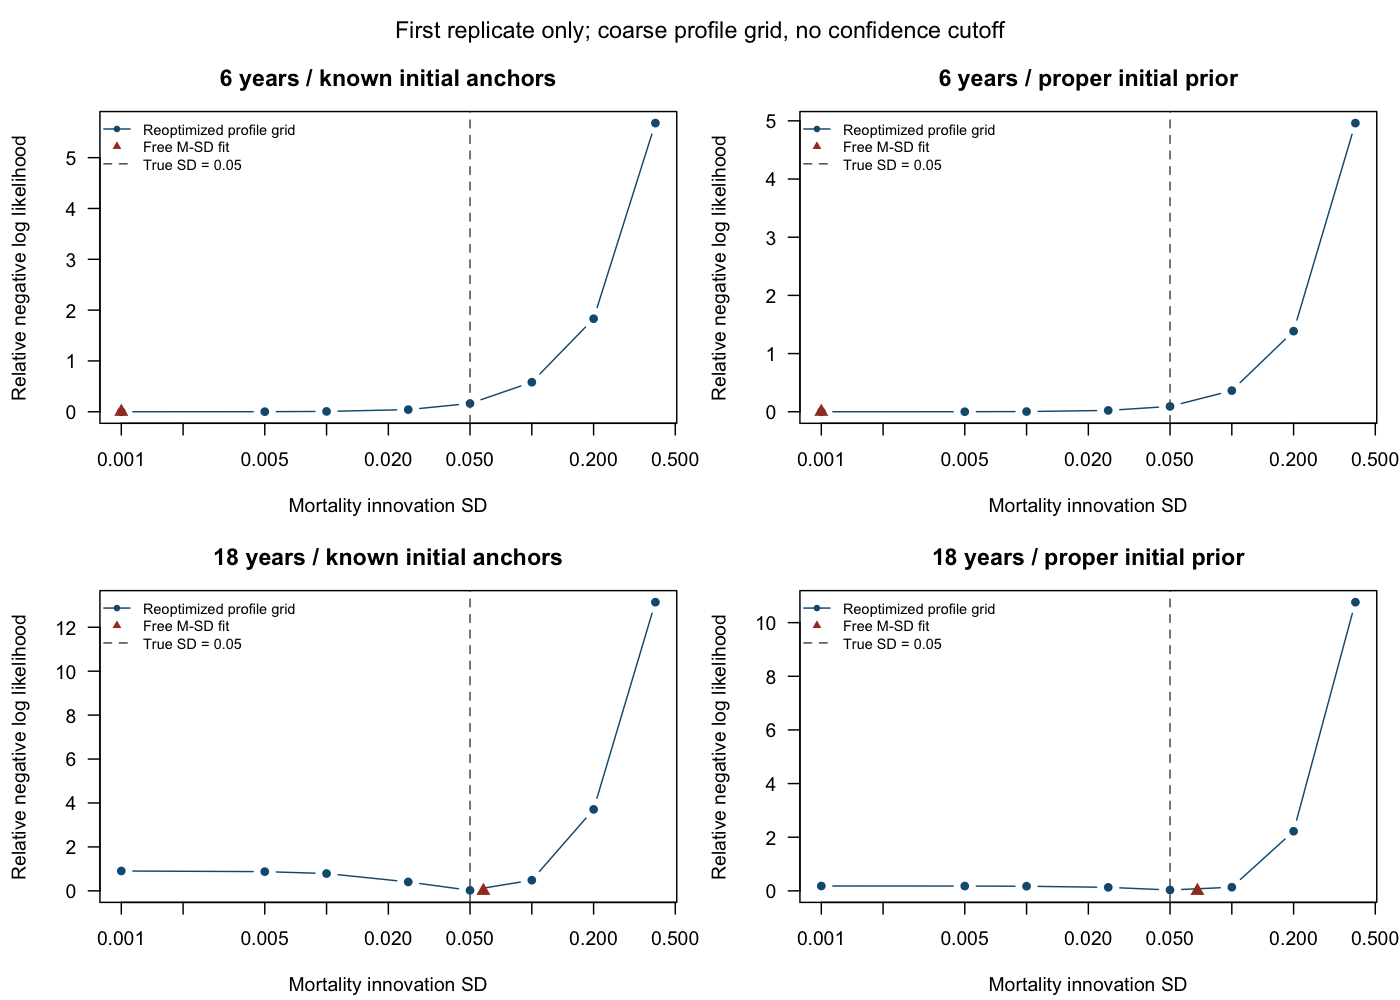 First replicate only; coarse profile grid, no confidence cutoff
6 years / known initial anchors
Relative negative log likelihood
Reoptimized profile grid
Free M-SD fit
True SD = 0.05
5
4
3
2
1
0
0.001 0.005 0.020 0.050 0.200 0.500
Mortality innovation SD
6 years / proper initial prior
Relative negative log likelihood
Reoptimized profile grid
Free M-SD fit
True SD = 0.05
5
4
3
2
1
0
0.001 0.005 0.020 0.050 0.200 0.500
Mortality innovation SD
18 years / known initial anchors
Relative negative log likelihood
Reoptimized profile grid
Free M-SD fit
True SD = 0.05
12
10
8
6
4
2
0
0.001 0.005 0.020 0.050 0.200 0.500
Mortality innovation SD
18 years / proper initial prior
Relative negative log likelihood
Reoptimized profile grid
Free M-SD fit
True SD = 0.05
10
8
6
4
2
0
0.001 0.005 0.020 0.050 0.200 0.500
Mortality innovation SD